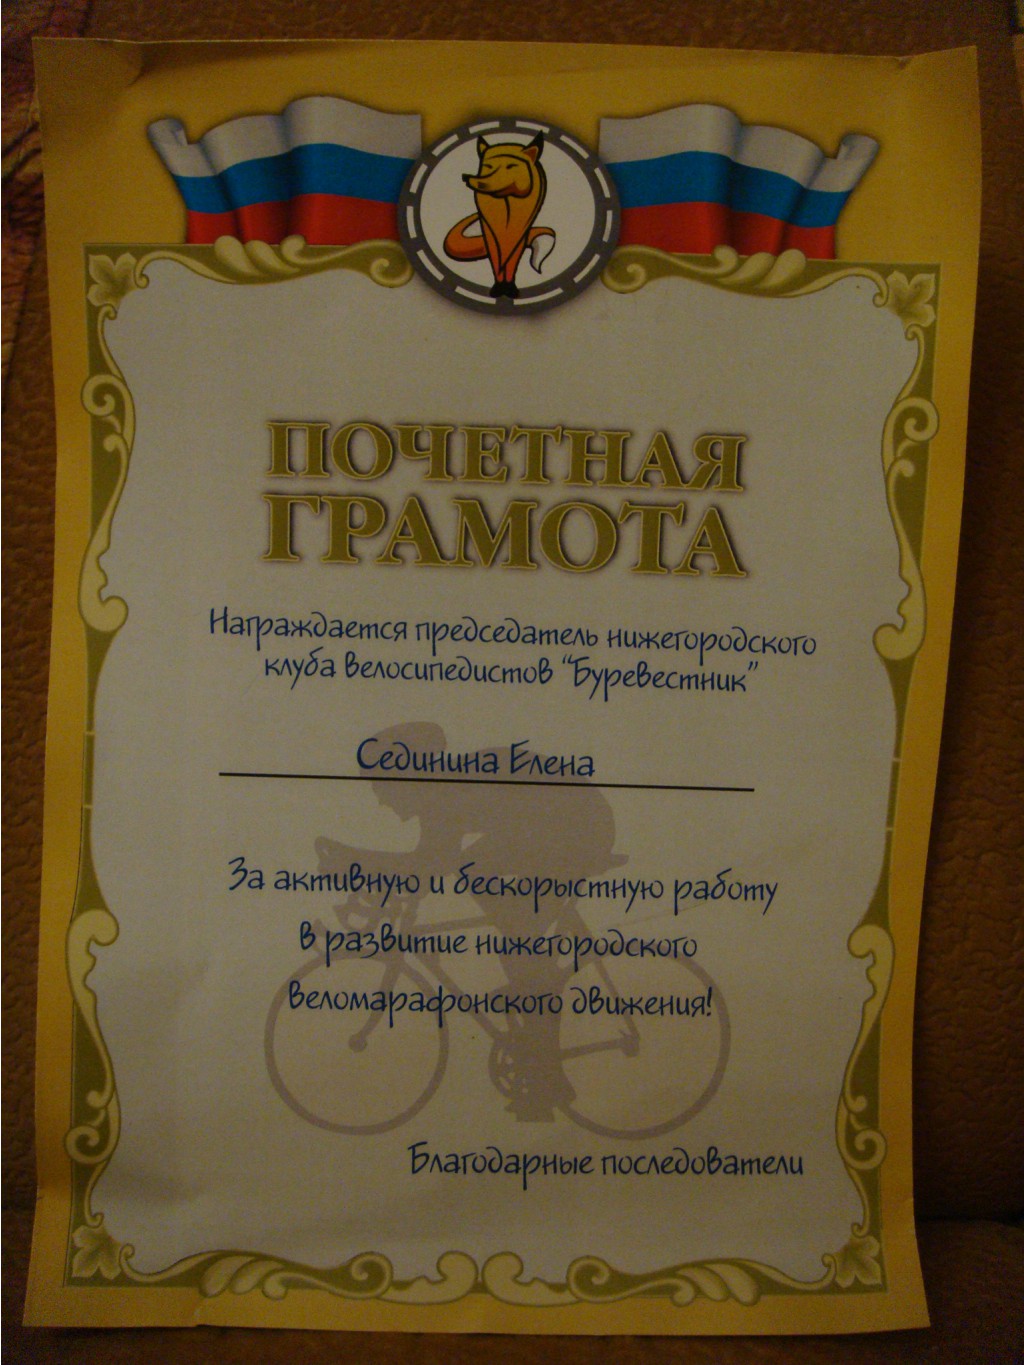 ПОЧЕТНАЯ
ГРАМОТА
Награждается председатель нижегородского
клуба велосипедистов "Буревестник"
Сединина Елена
За активную и бескорыстную работу
в развитие нижегородского
веломарафонского движения!
Благодарные последователи